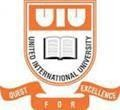 UIU
UNITED INTERNATIONAL UNIVERSITY
QUEST FOR EXCELLENCE